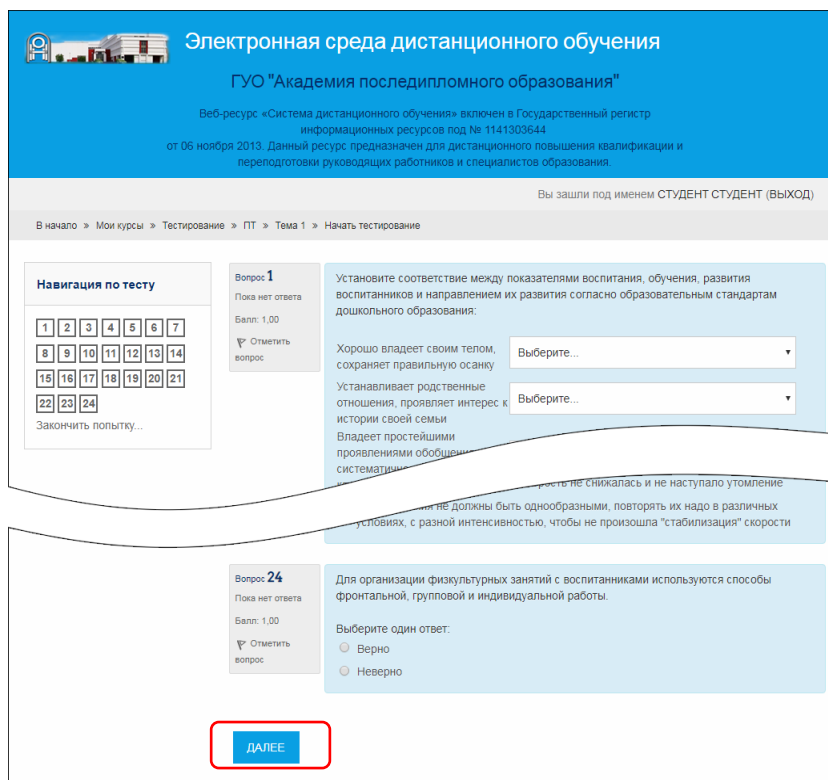 Электронная среда дистанционного обучения
ГУО "Академия последипломного образования"
Веб-ресурс «Система дистанционного обучения» включен в Государственный регистр
информационных ресурсов под № 1141303644
от 06 ноября 2013. Данный ресурс предназначен для дистанционного повышения квалификации и
переподготовки руководящих работников и специалистов образования.
Вы зашли под именем СТУДЕНТ СТУДЕНТ (ВЫХОД)
В начало » Мои курсы » Тестирование » ПТ » Тема 1 » Начать тестирование
Навигация по тесту
1 2 3 4 5 6 7
8 9 10 11 12 13 14
15 16 17 18 19 20 21
22 23 24
Закончить попытку...
Вопрос 1
Пока нет ответа
Балл: 1,00
Отметить
вопрос
Установите соответствие между показателями воспитания, обучения, развития
воспитанников и направлением их развития согласно образовательным стандартам
дошкольного образования:
Хорошо владеет своим телом,
сохраняет правильную осанку
Выберите...
Устанавливает родственные
отношения, проявляет интерес к
истории своей семьи
Выберите...
Владеет простейшими
проявлениями
не снижалась и не наступало утомление
не должны быть однообразными, повторять их надо в различных
условиях, с разной интенсивностью, чтобы не произошла "стабилизация" скорости
Вопрос 24
Пока нет ответа
Балл: 1,00
Отметить
вопрос
Для организации физкультурных занятий с воспитанниками используются способы
фронтальной, групповой и индивидуальной работы.
Выберите один ответ:
Верно
Неверно
ДАЛЕЕ